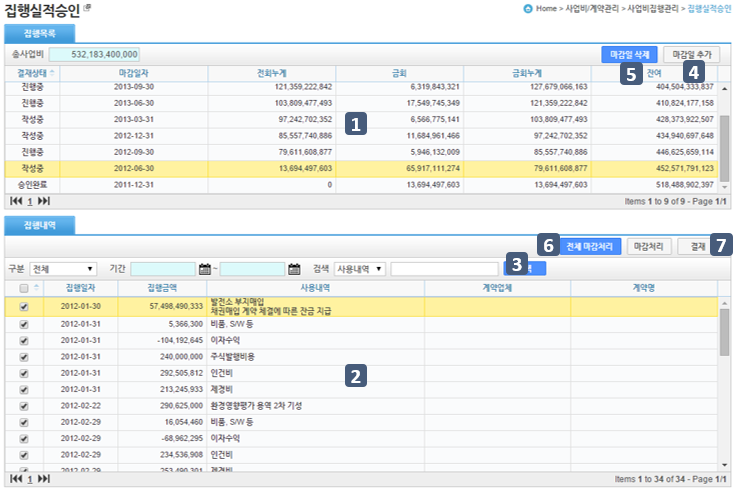 집행실적승인
Home > 사업비/계약관리 > 사업비집행관리 > 집행실적승인
집행목록
총사업비 532,183,400,000 마감일 삭제 마감일 추가
5 4
결재상태 마감일자 전회누계 금회 금회누계 잔여
진행중 2013-09-30 121,359,222,842 6,319,843,321 127,679,066,163 404,504,333,837
진행중 2013-06-30 103,809,477,493 17,549,745,349 121,359,222,842 410,824,177,158
작성중 2013-03-31 97,242,702,352 6,566,775,141 103,809,477,493 428,373,922,507
1
작성중 2012-12-31 85,557,740,886 11,684,961,466 97,242,702,352 434,940,697,648
진행중 2012-09-30 79,611,608,877 5,946,132,009 85,557,740,886 446,625,659,114
작성중 2012-06-30 13,694,497,603 65,917,111,274 79,611,608,877 452,571,791,123
승인완료 2011-12-31 0 13,694,497,603 13,694,497,603 518,488,902,397
1 Items 1 to 9 of 9 - Page 1/1
집행내역
6 전체 마감처리 마감처리 결재 7
구분 전체 기간 ~ 검색 사용내역 3
집행일자 집행금액 사용내역 계약업체 계약명
2012-01-30 57,498,490,333 발전소 부지매입
채권매입 계약 체결에 따른 잔금 지급
2012-01-31 5,366,300 비품, S/W 등
2012-01-31 -104,192,645 이자수익
2012-01-31 240,000,000 주식발행비용
2012-01-31 292,505,812 인건비
2
2012-01-31 213,245,933 제경비
2012-02-22 290,625,000 환경영향평가 용역 2차 기성
2012-02-29 16,054,460 비품, S/W 등
2012-02-29 -68,962,295 이자수익
2012-02-29 234,536,908 인건비
2012-02-29 253,490,301 제경비
1 Items 1 to 34 of 34 - Page 1/1